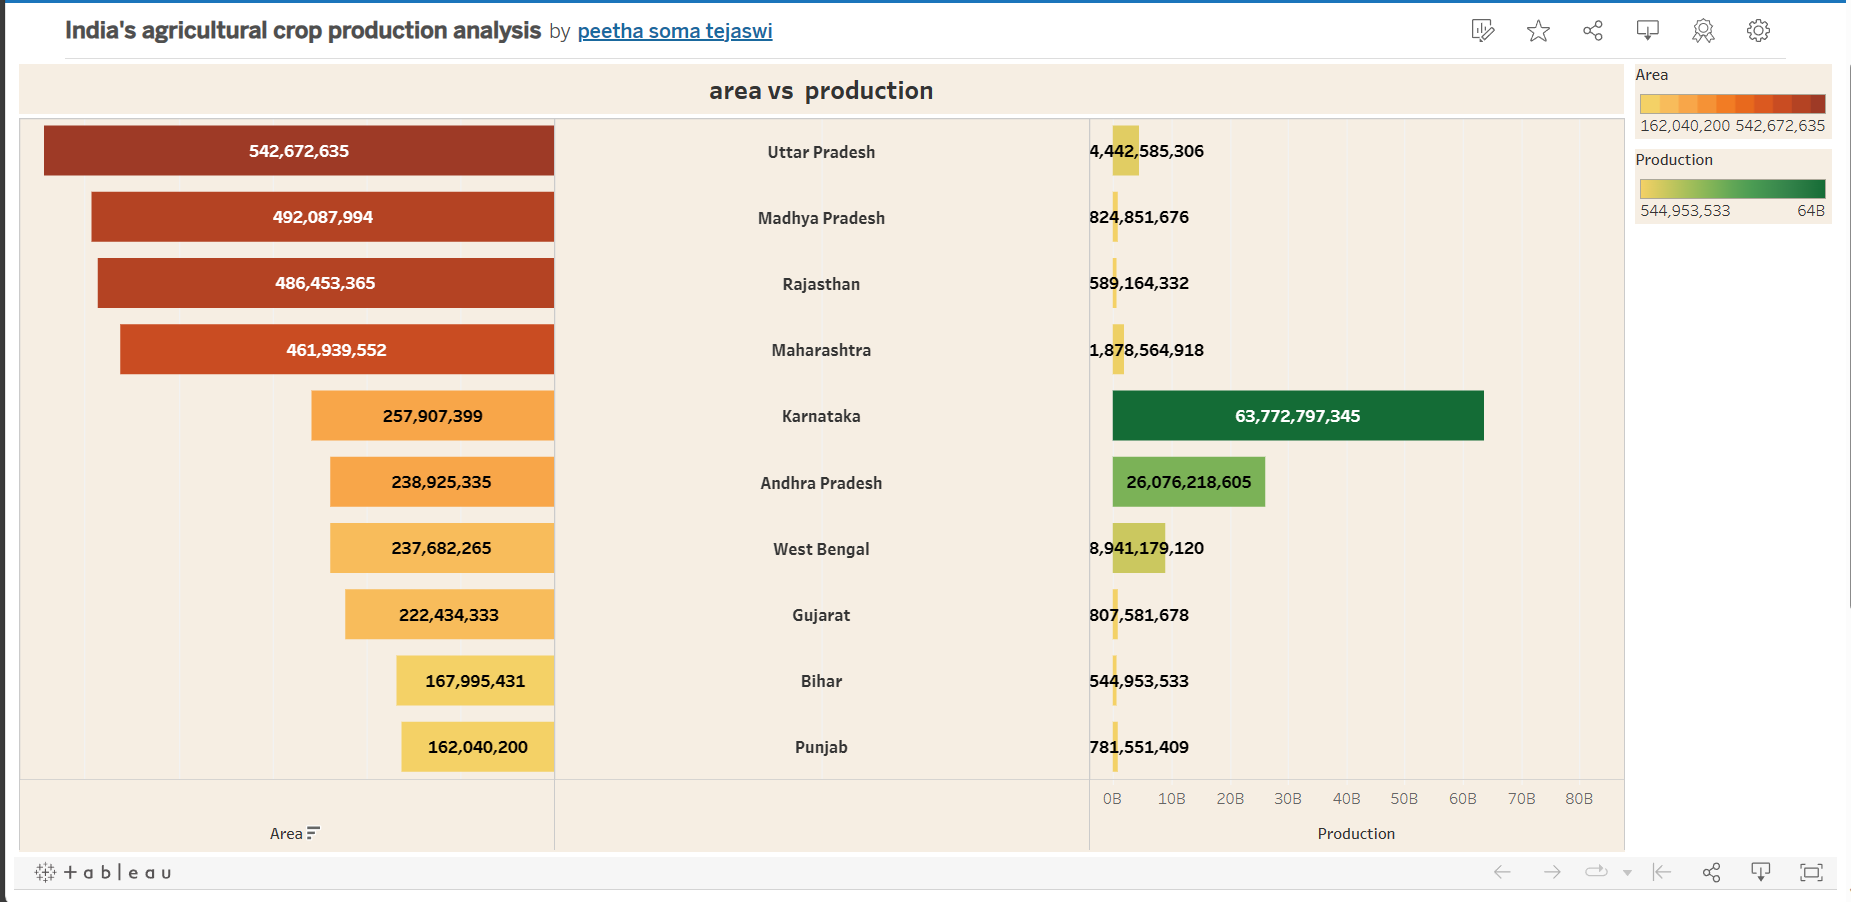 India's agricultural crop production analysis by peetha soma tejaswi
area vs production
Area
162,040,200 542,672,635
Production
544,953,533 64B
542,672,635 Uttar Pradesh 4,442,585,306
492,087,994 Madhya Pradesh 824,851,676
486,453,365 Rajasthan 589,164,332
461,939,552 Maharashtra 1,878,564,918
257,907,399 Karnataka 63,772,797,345
238,925,335 Andhra Pradesh 26,076,218,605
237,682,265 West Bengal 8,941,179,120
222,434,333 Gujarat 807,581,678
167,995,431 Bihar 544,953,533
162,040,200 Punjab 781,551,409
0B 10B 20B 30B 40B 50B 60B 70B 80B
Area Production
+ableau